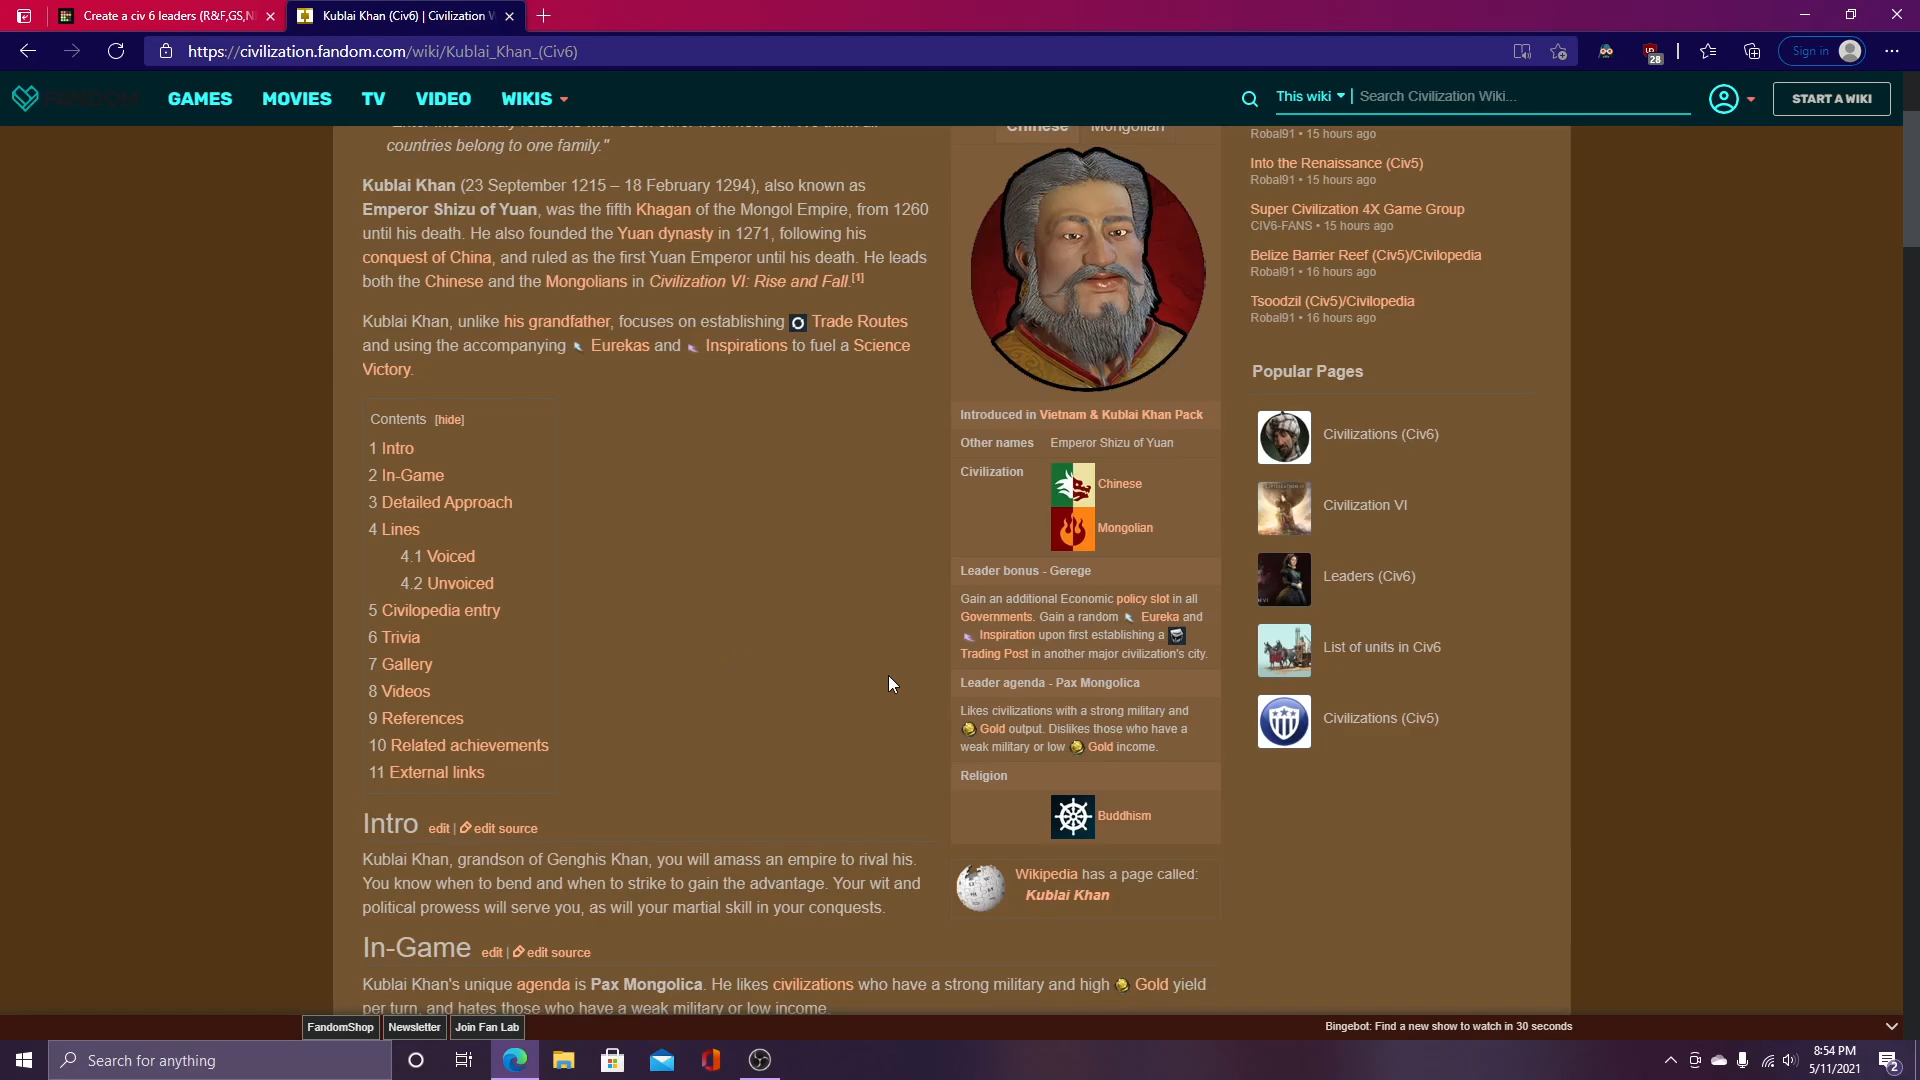 Create a civ 6 leaders (R&F,GS,N
Kublai Khan (Civ6) | Civilization
https://civilization.fandom.com/wiki/Kublai_Khan_(Civ6)
28
Sign in
FANDOM
GAMES
MOVIES
TV
VIDEO
WIKIS
This wiki
Search Civilization Wiki...
START A WIKI
countries belong to one family."
Kublai Khan (23 September 1215 – 18 February 1294), also known as
Emperor Shizu of Yuan, was the fifth Khagan of the Mongol Empire, from 1260
until his death. He also founded the Yuan dynasty in 1271, following his
conquest of China, and ruled as the first Yuan Emperor until his death. He leads
both the Chinese and the Mongolians in Civilization VI: Rise and Fall.[1]
Kublai Khan, unlike his grandfather, focuses on establishing Trade Routes
and using the accompanying Eurekas and Inspirations to fuel a Science
Victory.
Contents [hide]
1 Intro
2 In-Game
3 Detailed Approach
4 Lines
4.1 Voiced
4.2 Unvoiced
5 Civilopedia entry
6 Trivia
7 Gallery
8 Videos
9 References
10 Related achievements
11 External links
Intro edit | edit source
Kublai Khan, grandson of Genghis Khan, you will amass an empire to rival his.
You know when to bend and when to strike to gain the advantage. Your wit and
political prowess will serve you, as will your martial skill in your conquests.
In-Game edit | edit source
Kublai Khan's unique agenda is Pax Mongolica. He likes civilizations who have a strong military and high Gold yield
per turn, and hates those who have a weak military or low income.
Chinese
Mongolian
Introduced in Vietnam & Kublai Khan Pack
Other names Emperor Shizu of Yuan
Civilization
Chinese
Mongolian
Leader bonus - Gerege
Gain an additional Economic policy slot in all
Governments. Gain a random Eureka and
Inspiration upon first establishing a
Trading Post in another major civilization's city.
Leader agenda - Pax Mongolica
Likes civilizations with a strong military and
Gold output. Dislikes those who have a
weak military or low Gold income.
Religion
Buddhism
Wikipedia has a page called:
Kublai Khan
Robal91 • 15 hours ago
Into the Renaissance (Civ5)
Robal91 • 15 hours ago
Super Civilization 4X Game Group
CIV6-FANS • 15 hours ago
Belize Barrier Reef (Civ5)/Civilopedia
Robal91 • 16 hours ago
Tsoodzil (Civ5)/Civilopedia
Robal91 • 16 hours ago
Popular Pages
Civilizations (Civ6)
Civilization VI
Leaders (Civ6)
List of units in Civ6
Civilizations (Civ5)
FandomShop
Newsletter
Join Fan Lab
Bingebot: Find a new show to watch in 30 seconds
Search for anything
8:54 PM
5/11/2021
2